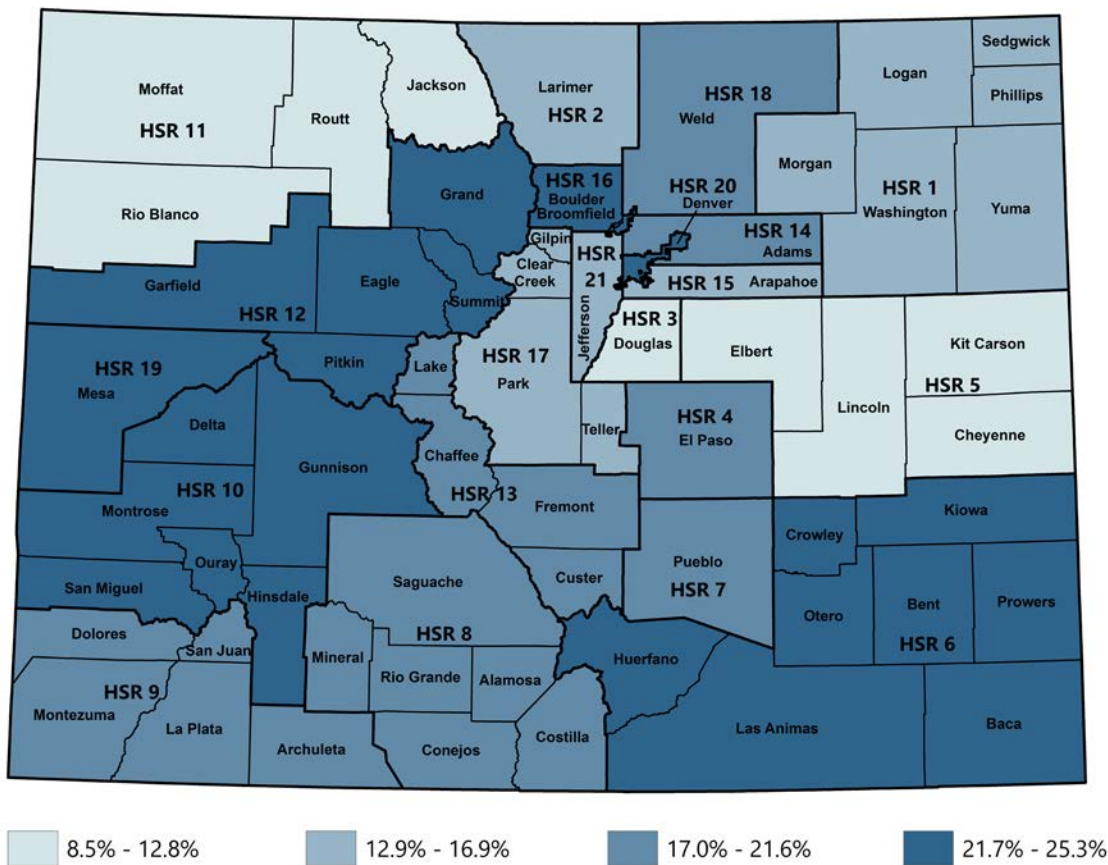 Moffat
HSR 11
Routt
Jackson
Larimer
HSR 2
HSR 18
Weld
Logan
Sedgwick
Phillips
Morgan
HSR 1
Washington
Yuma
Rio Blanco
Grand
HSR 16
Boulder
Broomfield
HSR 20
Denver
Gilpin
HSR
21
Jefferson
HSR 14
Adams
Clear
Creek
HSR 15
Arapahoe
Garfield
HSR 12
Eagle
Summit
HSR 3
Douglas
Elbert
Kit Carson
HSR 5
HSR 19
Mesa
Pitkin
Lake
HSR 17
Park
Lincoln
Cheyenne
Delta
Gunnison
Chaffee
Teller
HSR 4
El Paso
HSR 10
Montrose
HSR 13
Fremont
Crowley
Kiowa
Ouray
San Miguel
Hinsdale
Saguache
Custer
Pueblo
HSR 7
Otero
Bent
Prowers
HSR 6
Dolores
San Juan
HSR 8
Mineral
Rio Grande
Alamosa
Huerfano
HSR 9
Montezuma
La Plata
Archuleta
Conejos
Costilla
Las Animas
Baca
8.5% - 12.8%
12.9% - 16.9%
17.0% - 21.6%
21.7% - 25.3%